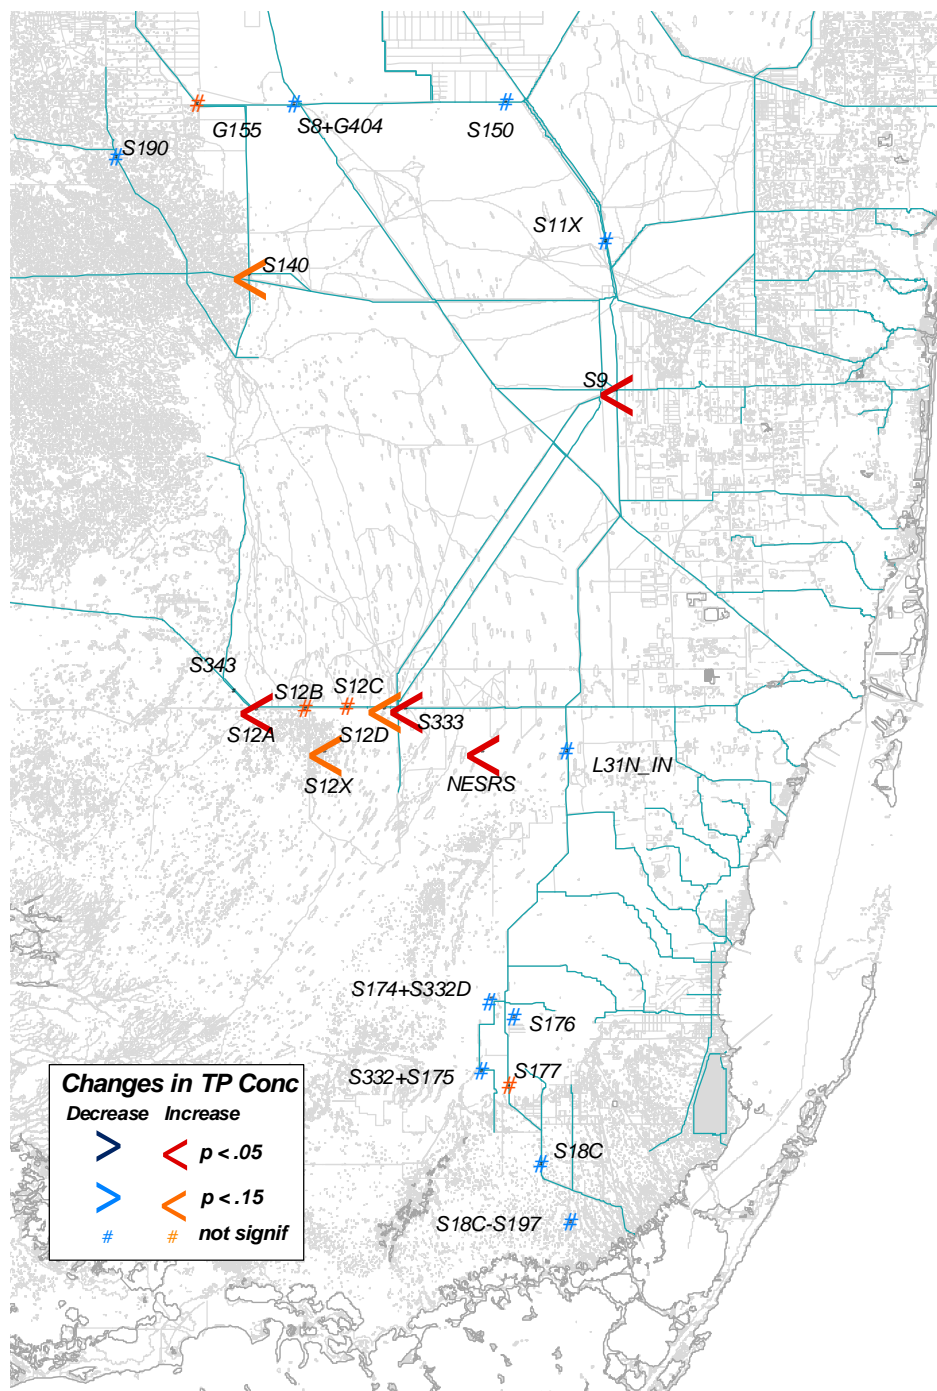 G155
S8+G404
S150
S190
S11X
S140
S9
S343
S12B
S12C
S12A
S12D
S333
S12X
NESRS
L31N_IN
S174+S332D
S176
S332+S175
S177
S18C
S18C-S197
Changes in TP Conc
Decrease Increase
> < p < .05
> < p < .15
# # not signif